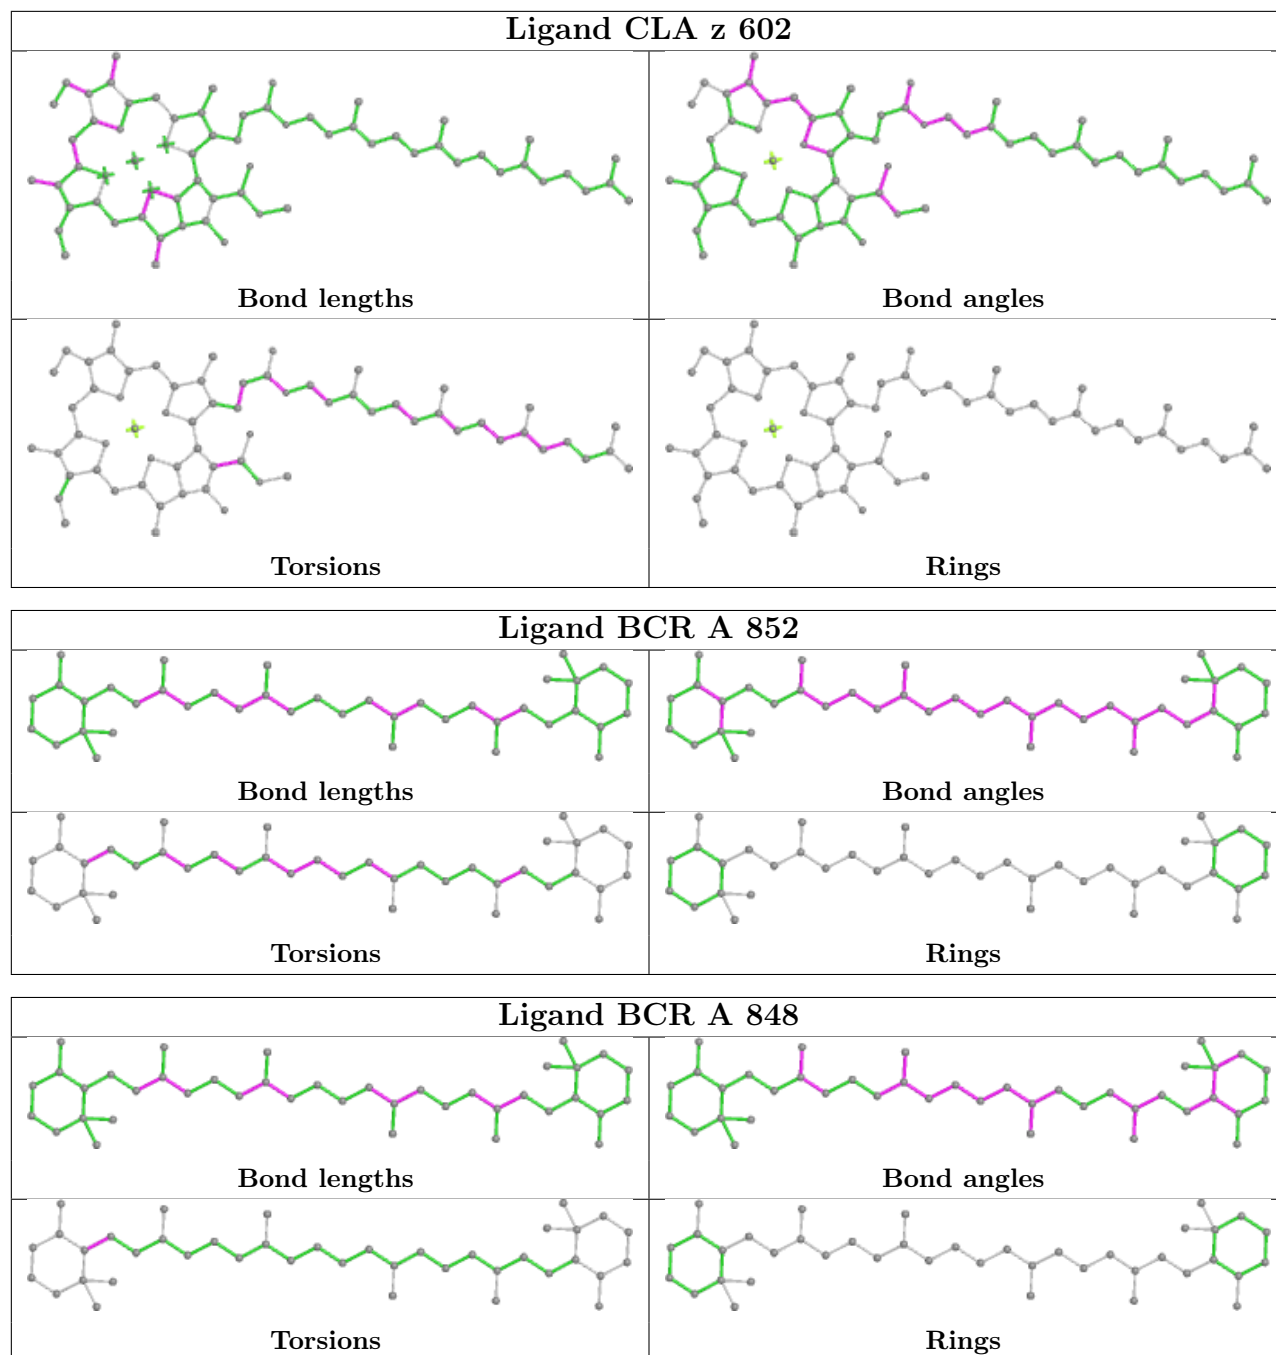 Ligand CLA z 602
Bond lengths
Bond angles
Torsions
Rings
Ligand BCR A 852
Bond lengths
Bond angles
Torsions
Rings
Ligand BCR A 848
Bond lengths
Bond angles
Torsions
Rings